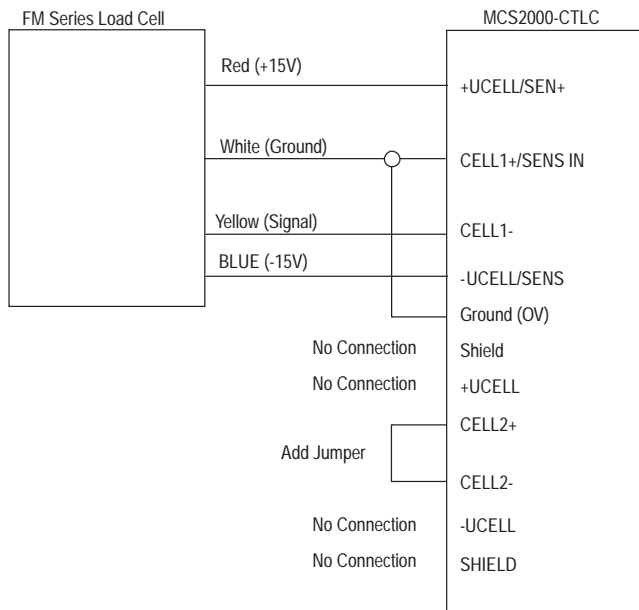 FM Series Load Cell
MCS2000-CTLC
Red (+15V)
+UCELL/SEN+
White (Ground)
CELL1+/SENS IN
Yellow (Signal)
CELL1-
BLUE (-15V)
-UCELL/SENS
Ground (OV)
No Connection Shield
No Connection +UCELL
CELL2+
Add Jumper
CELL2-
No Connection -UCELL
No Connection SHIELD